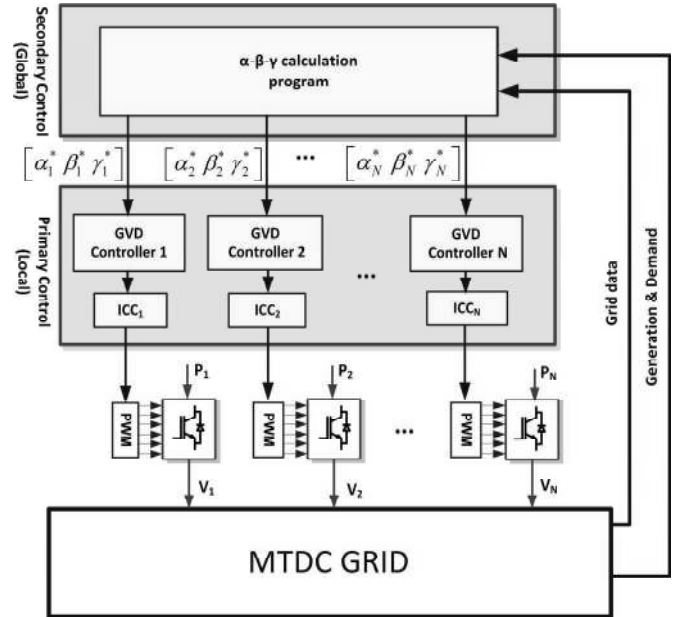 Secondary Control
(Global)
α-β-γ calculation
program
[α₁* β₁* γ₁*] [α₂* β₂* γ₂*] ... [α_N* β_N* γ_N*]
Primary Control
(Local)
GVD
Controller 1
GVD
Controller 2
GVD
Controller N
...
ICC₁
ICC₂
ICC_N
Grid data
Generation & Demand
P₁
P₂
P_N
PWM
PWM
...
PWM
V₁
V₂
V_N
MTDC GRID